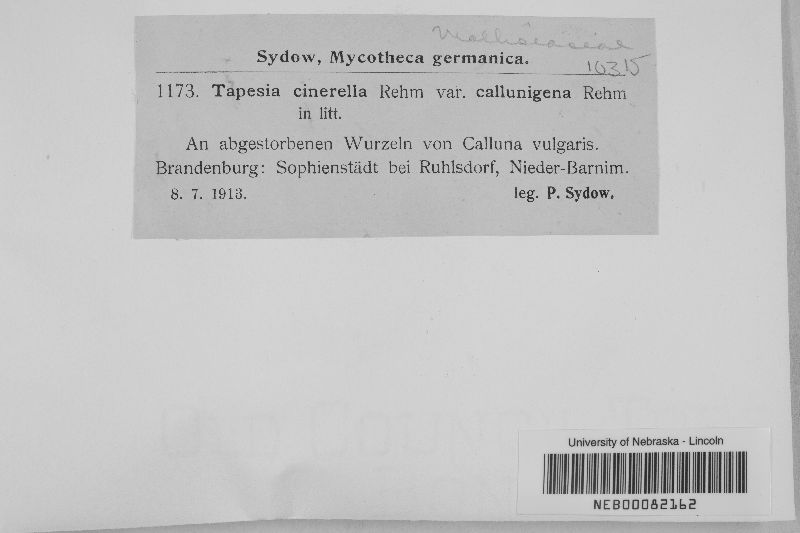 Sydow, Mycotheca germanica.
10315
1173. Tapesia cinerella Rehm var. callunigena Rehm
in litt.
An abgestorbenen Wurzeln von Calluna vulgaris.
Brandenburg: Sophienstädt bei Ruhlsdorf, Nieder-Barnim.
8. 7. 1913. leg. P. Sydow.
University of Nebraska - Lincoln
NEB00082162